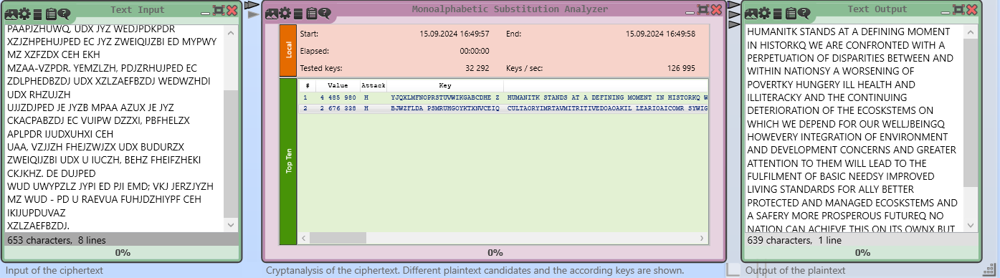 Text Input
PAAPJZHUWQ. UDX JYZ WEDJPDKPDR
XZJZHPEHUJPED EC JYZ ZWEIQIJZBI ED MYPWY
MZ XZFZDX CEH EKH
MZAA-VZPDR. YEMZLZH, PDJZRHUJPED EC
ZDLPHEDBZDJ UDX XZLZAEFBZDJ WEDWZHDI
UDX RHZUJZH
UJJZDJPED JE JYZB MPAA AZUX JE JYZ
CKACPABZDJ EC VUIPW DZZXI, PBFHELZX
APLPDR IJUDXUHXI CEH
UAA, VZJJZH FHEJZWJZX UDX BUDURZX
ZWEIQIJZBI UDX U IUCZH, BEHZ FHEIFZHEKI
CKJKHZ. DE DUJPED
WUD UWYPZLZ JYPI ED PJI EMD; VKJ JERZJYZH
MZ WUD - PD U RAEVUA FUHJDZHIYPF CEH
IKIJUPDUVAZ
XZLZAEFBZDJ.
653 characters, 8 lines
0%
Input of the ciphertext
Monoalphabetic Substitution Analyzer
Local
Start: 15.09.2024 16:49:57 End: 15.09.2024 16:49:58
Elapsed: 00:00:00
Tested keys: 32 292 Keys / sec: 126 995
Top Ten
# Value Attack Key
1 4 485 980 H YJQXLMFNOPRSTUVWIKGABCDHE Z HUMANITK STANDS AT A DEFINING MOMENT IN HISTORKQ W
2 2 676 338 H BJWZFLDA PSMRUHGOYKTXNVCEIQ CULTAORYIMRTAVMITRITIVEDOAOAKIL LEARIOAICOMR SYWIG
0%
Cryptanalysis of the ciphertext. Different plaintext candidates and the according keys are shown.
Text Output
HUMANITK STANDS AT A DEFINING MOMENT
IN HISTORKQ WE ARE CONFRONTED WITH A
PERPETUATION OF DISPARITIES BETWEEN AND
WITHIN NATIONSY A WORSENING OF
POVERTKY HUNGERY ILL HEALTH AND
ILLITERACKY AND THE CONTINUING
DETERIORATION OF THE ECOSKSTEMS ON
WHICH WE DEPEND FOR OUR WELLJBEINGQ
HOWEVERY INTEGRATION OF ENVIRONMENT
AND DEVELOPMENT CONCERNS AND GREATER
ATTENTION TO THEM WILL LEAD TO THE
FULFILMENT OF BASIC NEEDSY IMPROVED
LIVING STANDARDS FOR ALLY BETTER
PROTECTED AND MANAGED ECOSKSTEMS AND
A SAFERY MORE PROSPEROUS FUTUREQ NO
NATION CAN ACHIEVE THIS ON ITS OWNX BUT
639 characters, 1 line
0%
Output of the plaintext